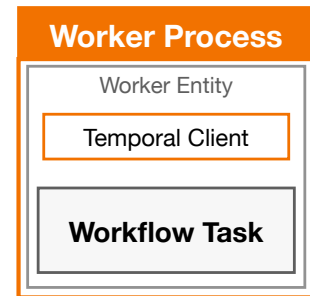 Worker Process
Worker Entity
Temporal Client
Workflow Task